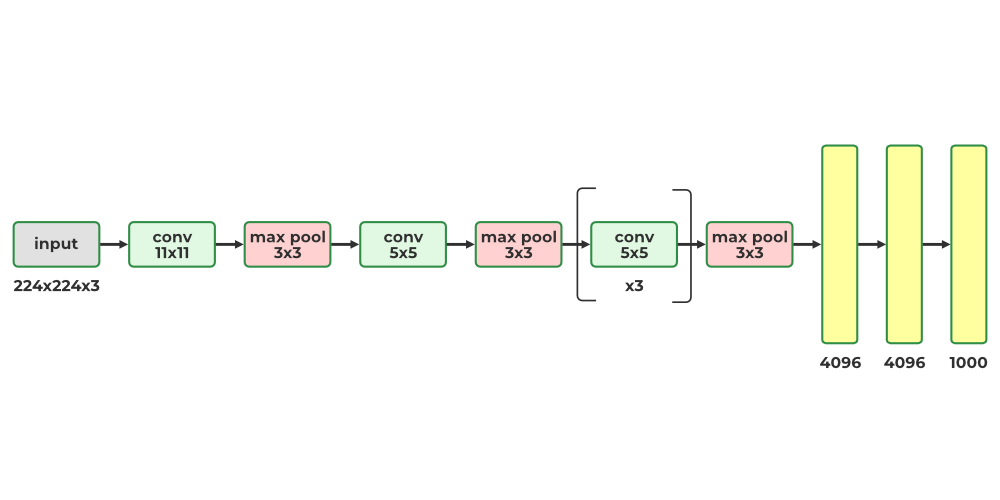 input
224x224x3
conv
11x11
max pool
3x3
conv
5x5
max pool
3x3
conv
5x5
x3
max pool
3x3
4096
4096
1000